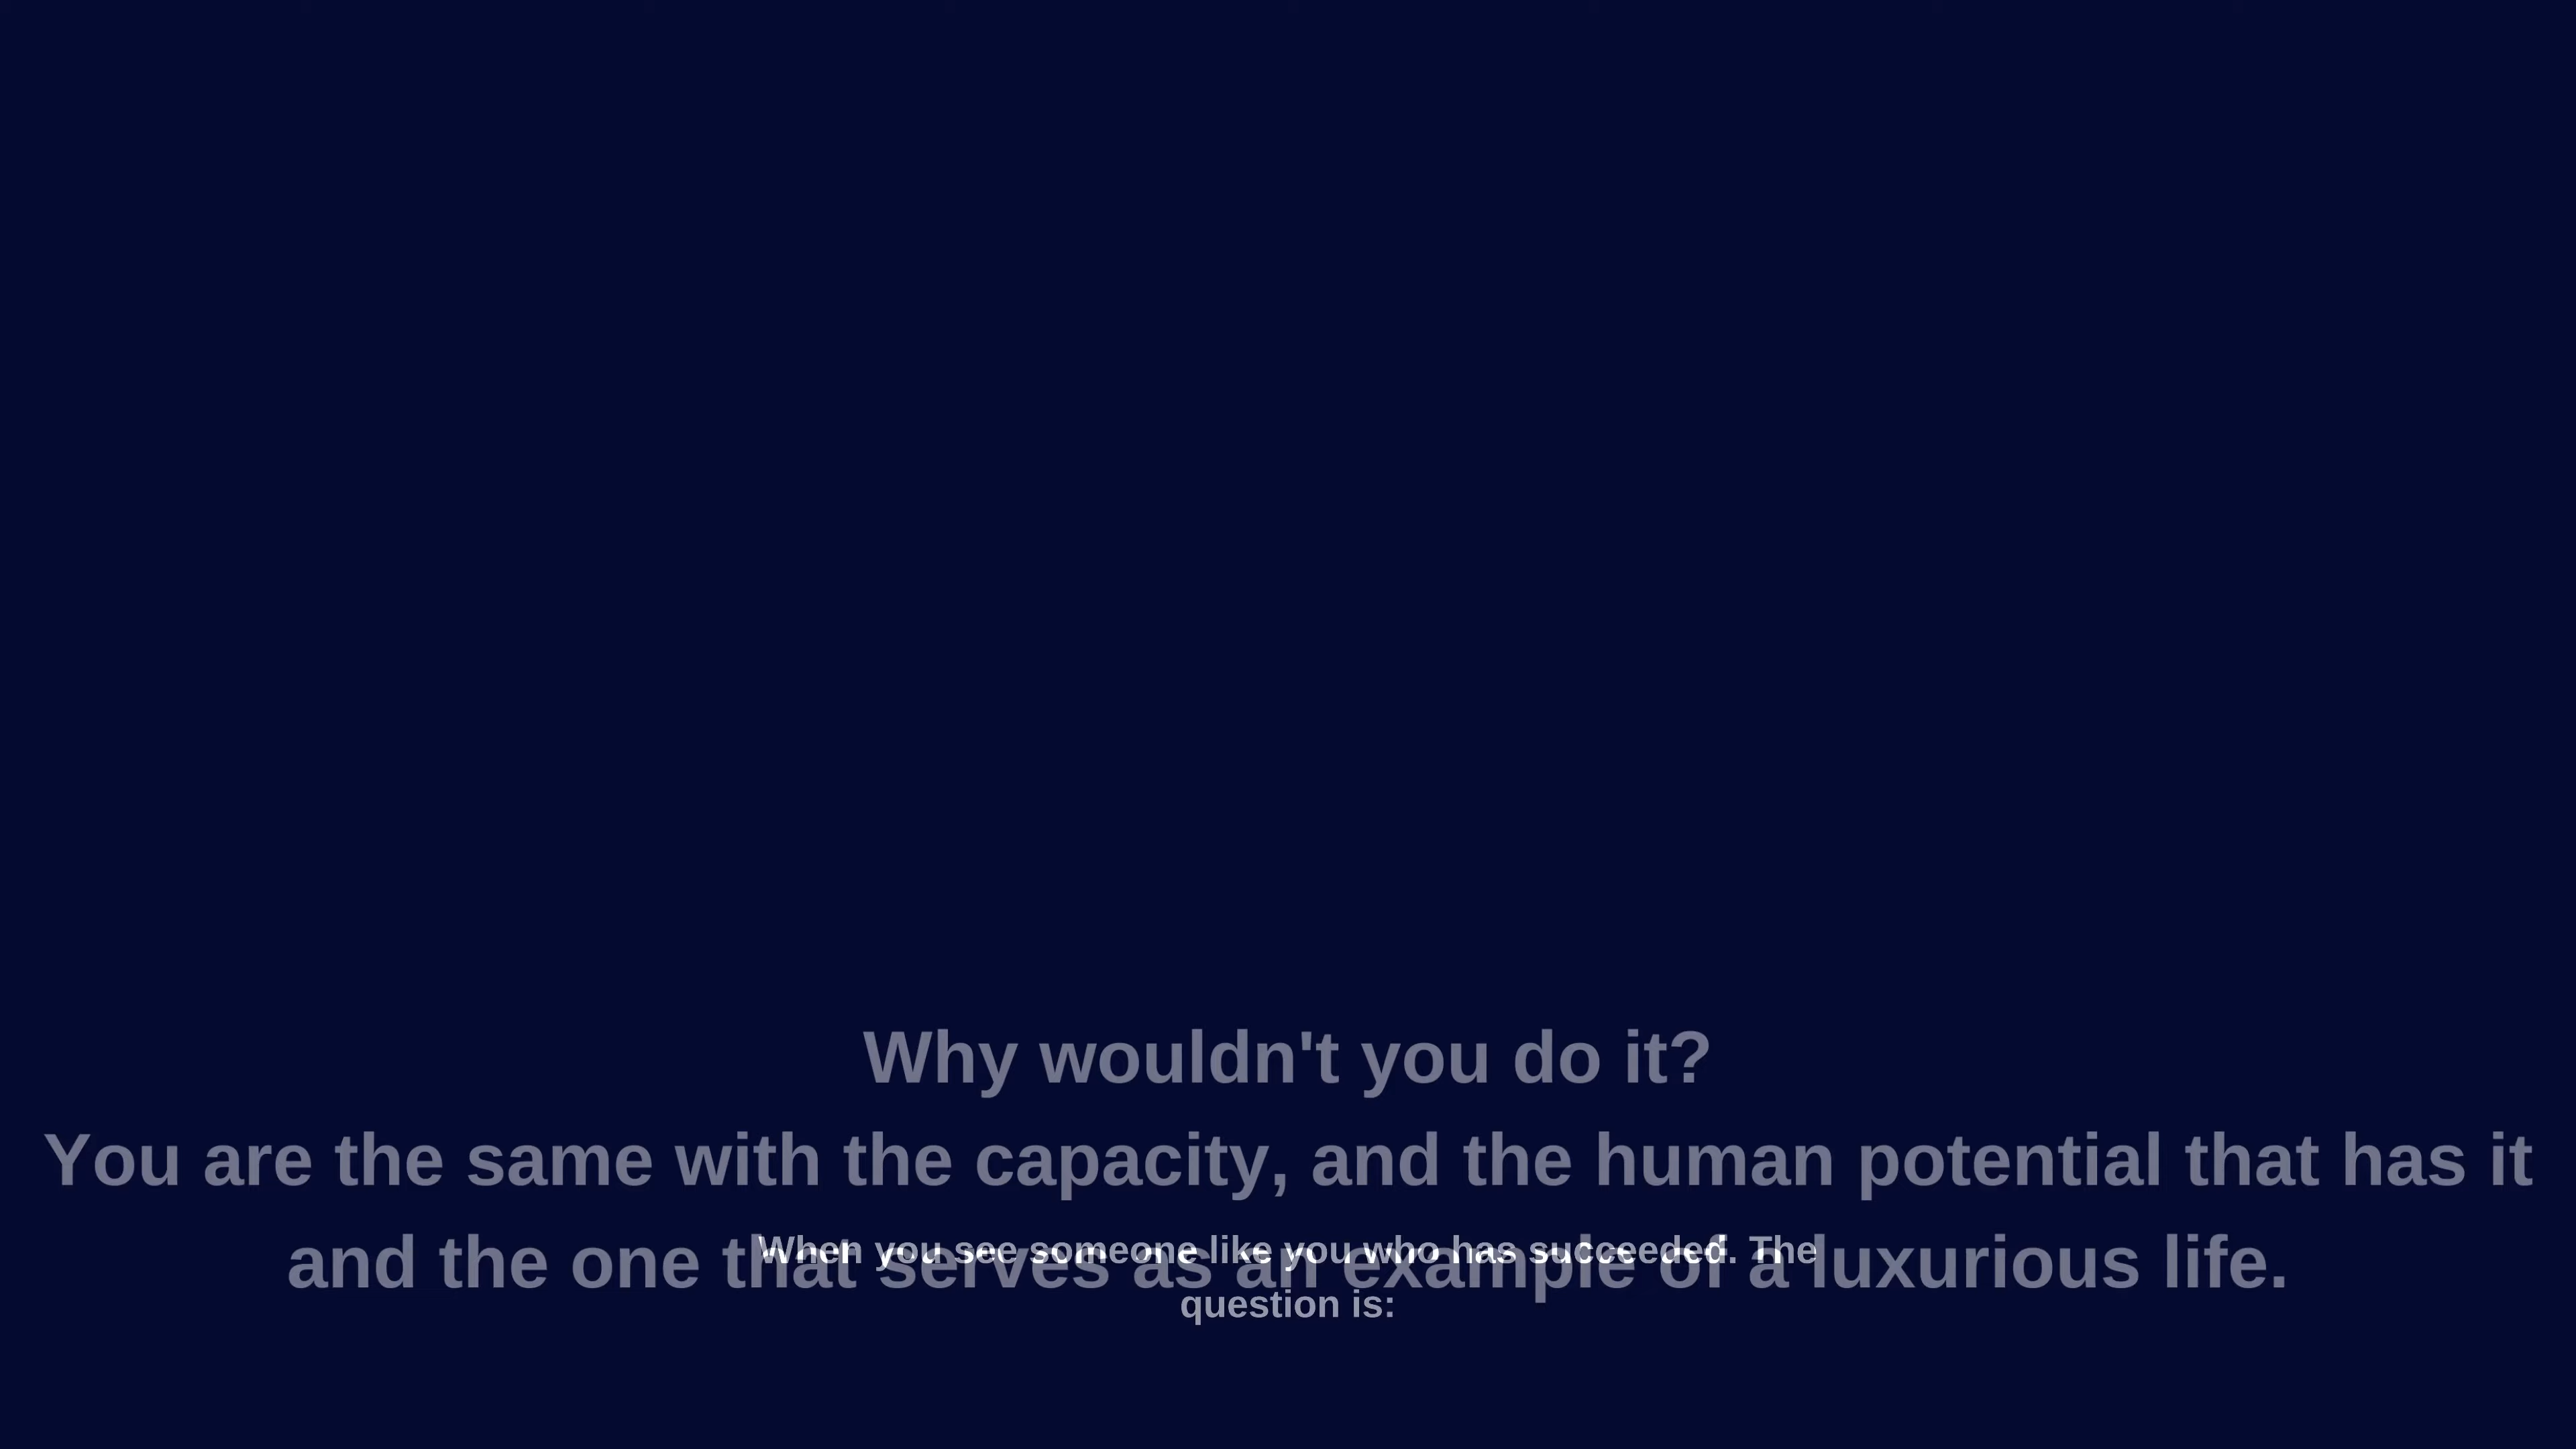 Why wouldn't you do it?
You are the same with the capacity, and the human potential that has it
and the one that serves as an example of a luxurious life.
When you see someone like you who has succeeded. The
question is: